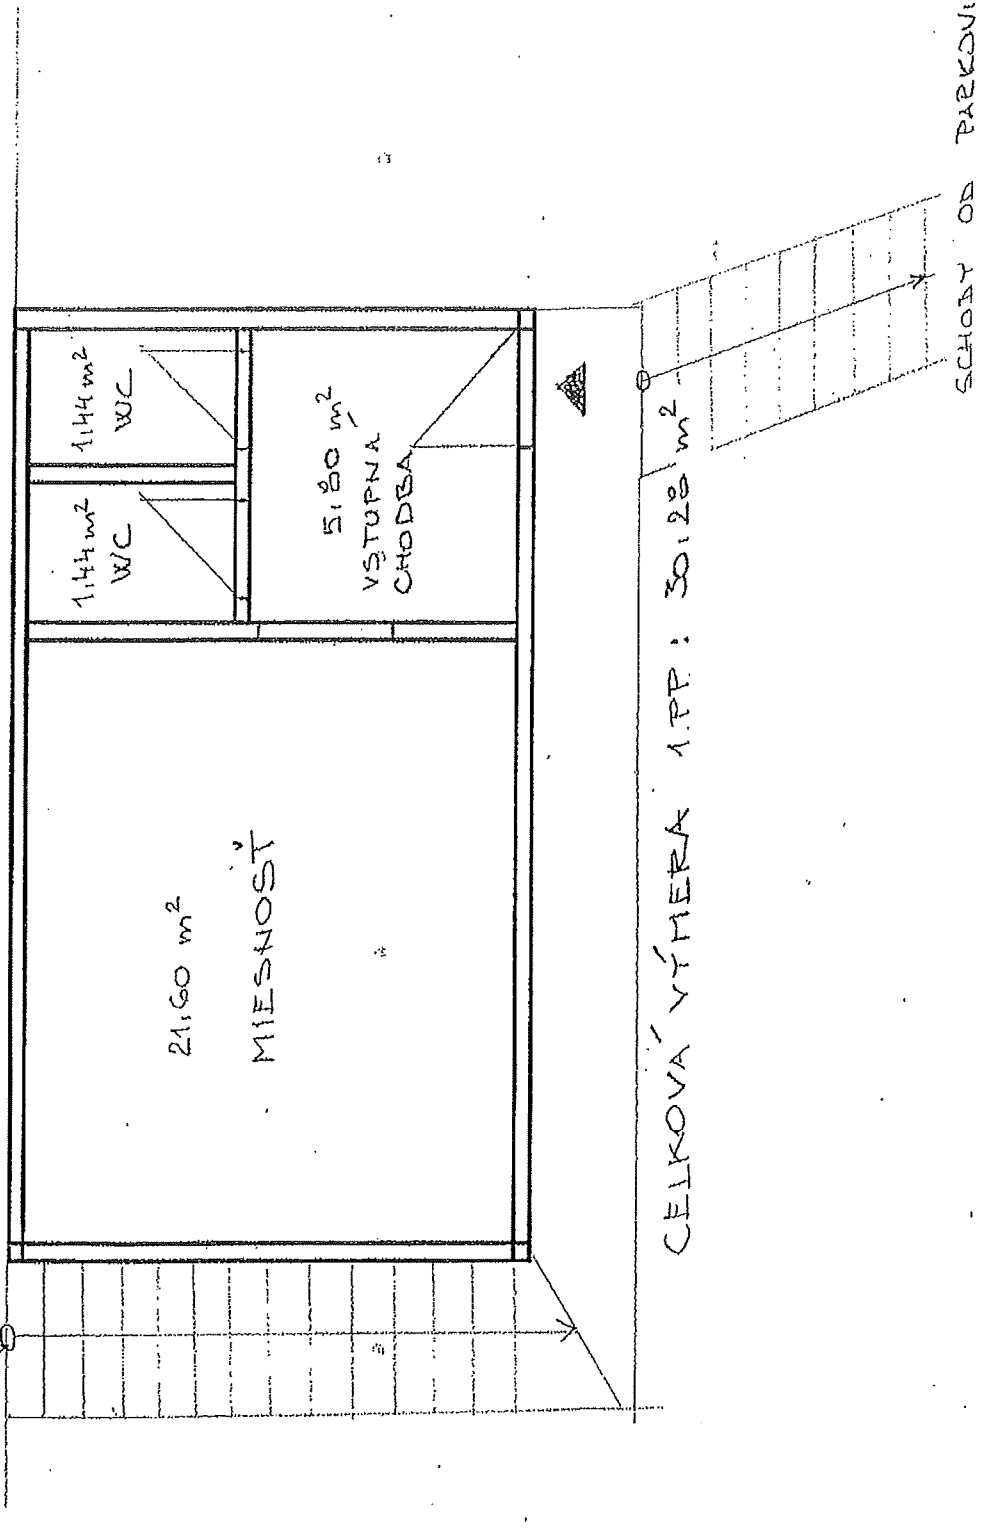 1,44 m²
WC
1,44 m²
WC
5,80 m²
VSTUPNÁ
CHODBA
21,60 m²
MIESNOSŤ
CELKOVÁ VÝMERA 1.PP: 30,28 m²
SCHODY OD PARKOVI